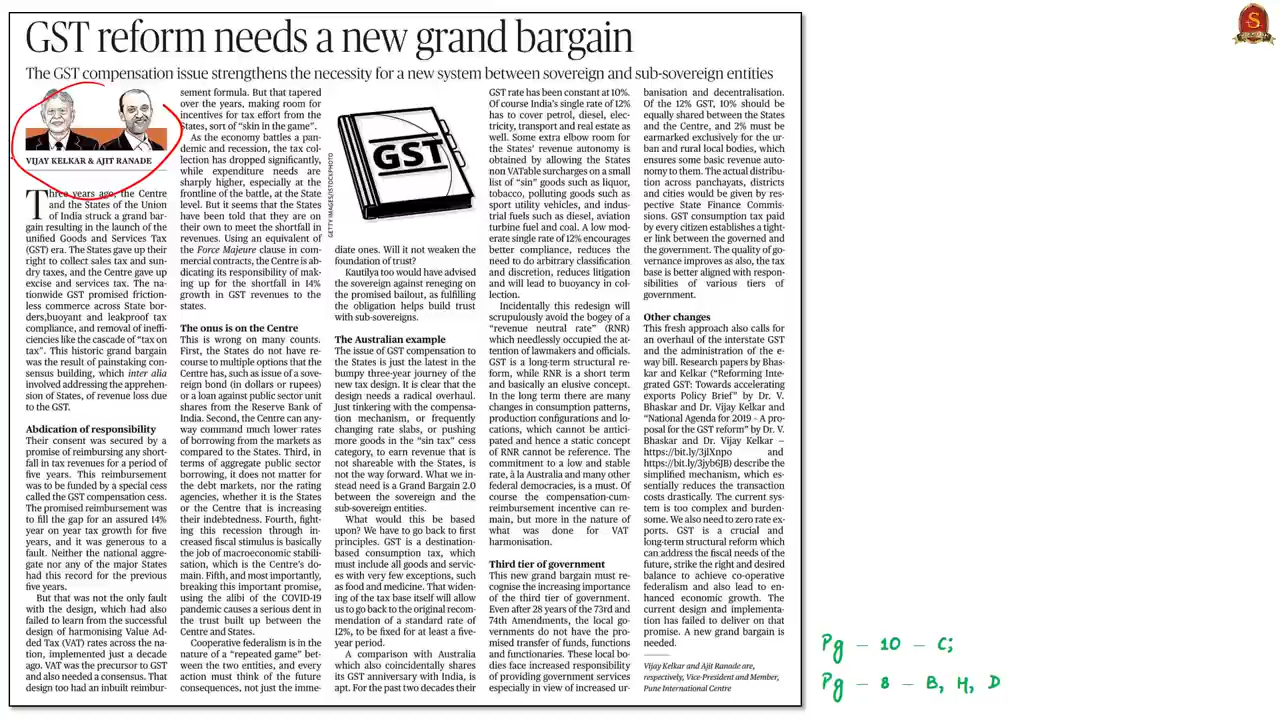 GST reform needs a new grand bargain
The GST compensation issue strengthens the necessity for a new system between sovereign and sub-sovereign entities
VIJAY KELKAR & AJIT RANADE
Three years ago, the Centre
and the States of the Union
of India struck a grand bar-
gain resulting in the launch of the
unified Goods and Services Tax
(GST) era. The States gave up their
right to collect sales tax and sun-
dry taxes, and the Centre gave up
excise and services tax. The na-
tionwide GST promised friction-
less commerce across State bor-
ders,buoyant and leakproof tax
compliance, and removal of ineffi-
ciencies like the cascade of "tax on
tax". This historic grand bargain
was the result of painstaking con-
sensus building, which inter alia
involved addressing the apprehen-
sion of States, of revenue loss due
to the GST.
Abdication of responsibility
Their consent was secured by a
promise of reimbursing any short-
fall in tax revenues for a period of
five years. This reimbursement
was to be funded by a special cess
called the GST compensation cess.
The promised reimbursement was
to fill the gap for an assured 14%
year on year tax growth for five
years, and it was generous to a
fault. Neither the national aggre-
gate nor any of the major States
had this record for the previous
five years.
But that was not the only fault
with the design, which had also
failed to learn from the successful
design of harmonising Value Ad-
ded Tax (VAT) rates across the na-
tion, implemented just a decade
ago. VAT was the precursor to GST
and also needed a consensus. That
design too had an inbuilt reimbur-
sement formula. But that tapered
over the years, making room for
incentives for tax effort from the
States, sort of "skin in the game".
As the economy battles a pan-
demic and recession, the tax col-
lection has dropped significantly,
while expenditure needs are
sharply higher, especially at the
frontline of the battle, at the State
level. But it seems that the States
have been told that they are on
their own to meet the shortfall in
revenues. Using an equivalent of
the Force Majeure clause in com-
mercial contracts, the Centre is ab-
dicating its responsibility of mak-
ing up for the shortfall in 14%
growth in GST revenues to the
states.
The onus is on the Centre
This is wrong on many counts.
First, the States do not have re-
course to multiple options that the
Centre has, such as issue of a sove-
reign bond (in dollars or rupees)
or a loan against public sector unit
shares from the Reserve Bank of
India. Second, the Centre can any-
way command much lower rates
of borrowing from the markets as
compared to the States. Third, in
terms of aggregate public sector
borrowing, it does not matter for
the debt markets, nor the rating
agencies, whether it is the States
or the Centre that is increasing
their indebtedness. Fourth, fight-
ing this recession through in-
creased fiscal stimulus is basically
the job of macroeconomic stabili-
sation, which is the Centre's do-
main. Fifth, and most importantly,
breaking this important promise,
using the alibi of the COVID-19
pandemic causes a serious dent in
the trust built up between the
Centre and States.
Cooperative federalism is in the
nature of a "repeated game" bet-
ween the two entities, and every
action must think of the future
consequences, not just the imme-
GST
GETTY IMAGES/ISTOCKPHOTO
diate ones. Will it not weaken the
foundation of trust?
Kautilya too would have advised
the sovereign against reneging on
the promised bailout, as fulfilling
the obligation helps build trust
with sub-sovereigns.
The Australian example
The issue of GST compensation to
the States is just the latest in the
bumpy three-year journey of the
new tax design. It is clear that the
design needs a radical overhaul.
Just tinkering with the compensa-
tion mechanism, or frequently
changing rate slabs, or pushing
more goods in the "sin tax" cess
category, to earn revenue that is
not shareable with the States, is
not the way forward. What we in-
stead need is a Grand Bargain 2.0
between the sovereign and the
sub-sovereign entities.
What would this be based
upon? We have to go back to first
principles. GST is a destination-
based consumption tax, which
must include all goods and servic-
es with very few exceptions, such
as food and medicine. That widen-
ing of the tax base itself will allow
us to go back to the original recom-
mendation of a standard rate of
12%, to be fixed for at least a five-
year period.
A comparison with Australia
which also coincidentally shares
its GST anniversary with India, is
apt. For the past two decades their
GST rate has been constant at 10%.
Of course India's single rate of 12%
has to cover petrol, diesel, elec-
tricity, transport and real estate as
well. Some extra elbow room for
the States' revenue autonomy is
obtained by allowing the States
non VATable surcharges on a small
list of "sin" goods such as liquor,
tobacco, polluting goods such as
sport utility vehicles, and indus-
trial fuels such as diesel, aviation
turbine fuel and coal. A low mod-
erate single rate of 12% encourages
better compliance, reduces the
need to do arbitrary classification
and discretion, reduces litigation
and will lead to buoyancy in col-
lection.
Incidentally this redesign will
scrupulously avoid the bogey of a
"revenue neutral rate" (RNR)
which needlessly occupied the at-
tention of lawmakers and officials.
GST is a long-term structural re-
form, while RNR is a short term
and basically an elusive concept.
In the long term there are many
changes in consumption patterns,
production configurations and lo-
cations, which cannot be antici-
pated and hence a static concept
of RNR cannot be reference. The
commitment to a low and stable
rate, à la Australia and many other
federal democracies, is a must. Of
course the compensation-cum-
reimbursement incentive can re-
main, but more in the nature of
what was done for VAT
harmonisation.
Third tier of government
This new grand bargain must re-
cognise the increasing importance
of the third tier of government.
Even after 28 years of the 73rd and
74th Amendments, the local go-
vernments do not have the pro-
mised transfer of funds, functions
and functionaries. These local bo-
dies face increased responsibility
of providing government services
especially in view of increased ur-
banisation and decentralisation.
Of the 12% GST, 10% should be
equally shared between the States
and the Centre, and 2% must be
earmarked exclusively for the ur-
ban and rural local bodies, which
ensures some basic revenue auto-
nomy to them. The actual distribu-
tion across panchayats, districts
and cities would be given by res-
pective State Finance Commis-
sions. GST consumption tax paid
by every citizen establishes a tight-
er link between the governed and
the government. The quality of go-
vernance improves as also, the tax
base is better aligned with respon-
sibilities of various tiers of
government.
Other changes
This fresh approach also calls for
an overhaul of the interstate GST
and the administration of the e-
way bill. Research papers by Bhas-
kar and Kelkar ("Reforming Inte-
grated GST: Towards accelerating
exports Policy Brief" by Dr. V.
Bhaskar and Dr. Vijay Kelkar and
"National Agenda for 2019 – A pro-
posal for the GST reform" by Dr. V.
Bhaskar and Dr. Vijay Kelkar –
https://bit.ly/3jlXnpo and
https://bit.ly/3jyb6JB) describe the
simplified mechanism, which es-
sentially reduces the transaction
costs drastically. The current sys-
tem is too complex and burden-
some. We also need to zero rate ex-
ports. GST is a crucial and
long-term structural reform which
can address the fiscal needs of the
future, strike the right and desired
balance to achieve co-operative
federalism and also lead to en-
hanced economic growth. The
current design and implementa-
tion has failed to deliver on that
promise. A new grand bargain is
needed.
Vijay Kelkar and Ajit Ranade are,
respectively, Vice-President and Member,
Pune International Centre
Pg - 10 - C;
Pg - 8 - B, H, D